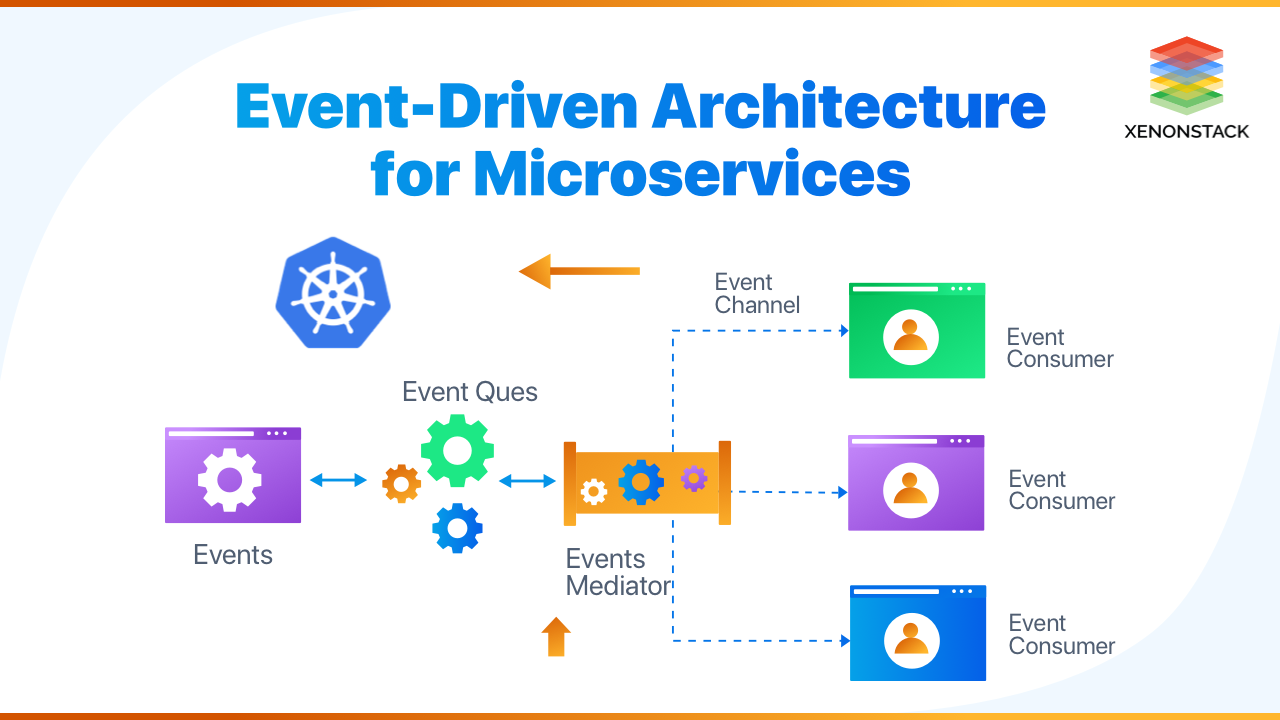 Event-Driven Architecture
for Microservices
XENONSTACK
Event
Channel
Event
Consumer
Event Ques
Events
Events
Mediator
Event
Consumer
Event
Consumer